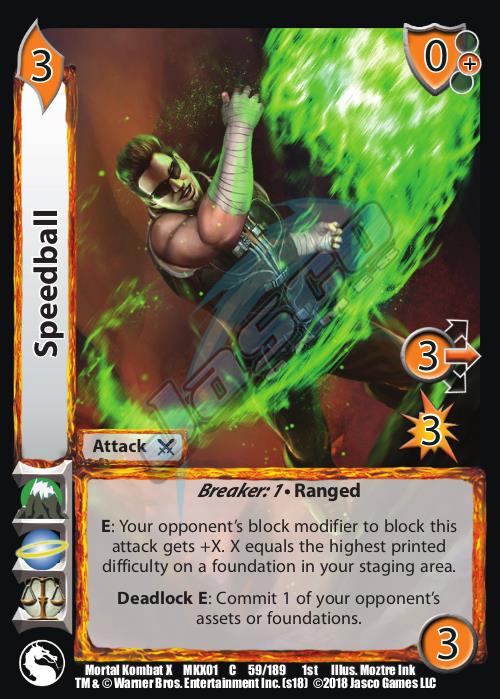 3
0
+
Speedball
3
3
Attack
Breaker: 1 • Ranged
E: Your opponent's block modifier to block this
attack gets +X. X equals the highest printed
difficulty on a foundation in your staging area.
Deadlock E: Commit 1 of your opponent's
assets or foundations.
3
Mortal Kombat X MKX01 C 59/189 1st Illus. Moztre Ink
TM & © Warner Bros. Entertainment Inc. (s18) ©2018 Jasco Games LLC
JASCO
GAMES